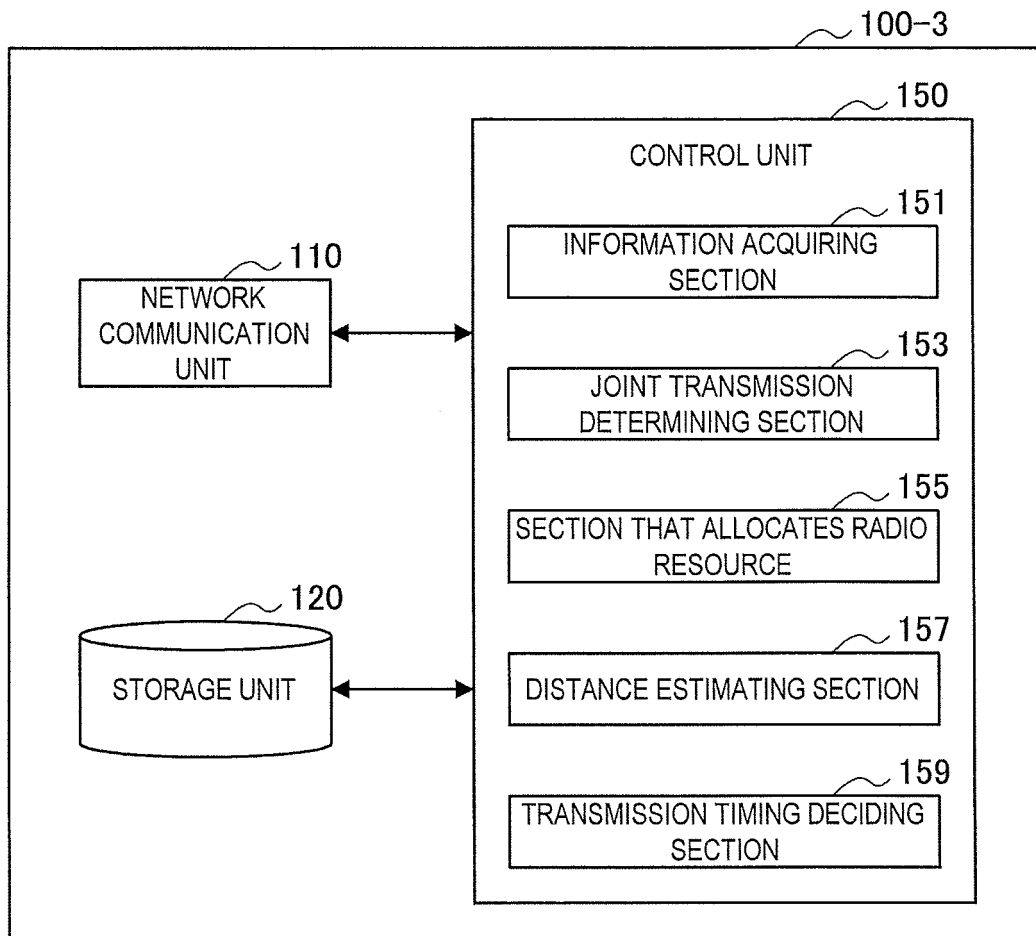 100-3
150
CONTROL UNIT
151
INFORMATION ACQUIRING
SECTION
110
NETWORK
COMMUNICATION
UNIT
153
JOINT TRANSMISSION
DETERMINING SECTION
155
SECTION THAT ALLOCATES RADIO
RESOURCE
120
STORAGE UNIT
157
DISTANCE ESTIMATING SECTION
159
TRANSMISSION TIMING DECIDING
SECTION